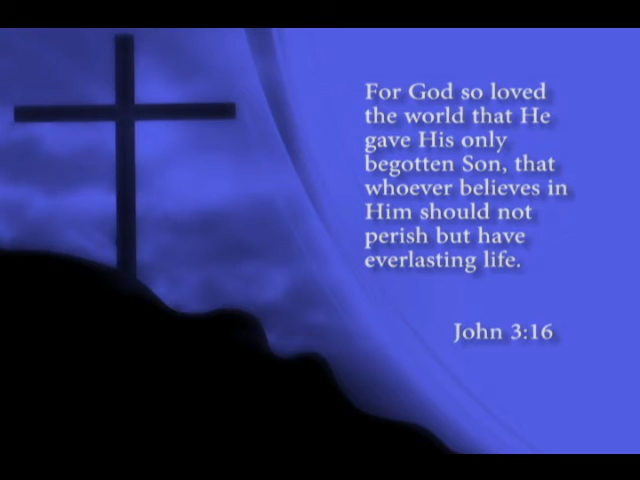 For God so loved
the world that He
gave His only
begotten Son, that
whoever believes in
Him should not
perish but have
everlasting life.
John 3:16